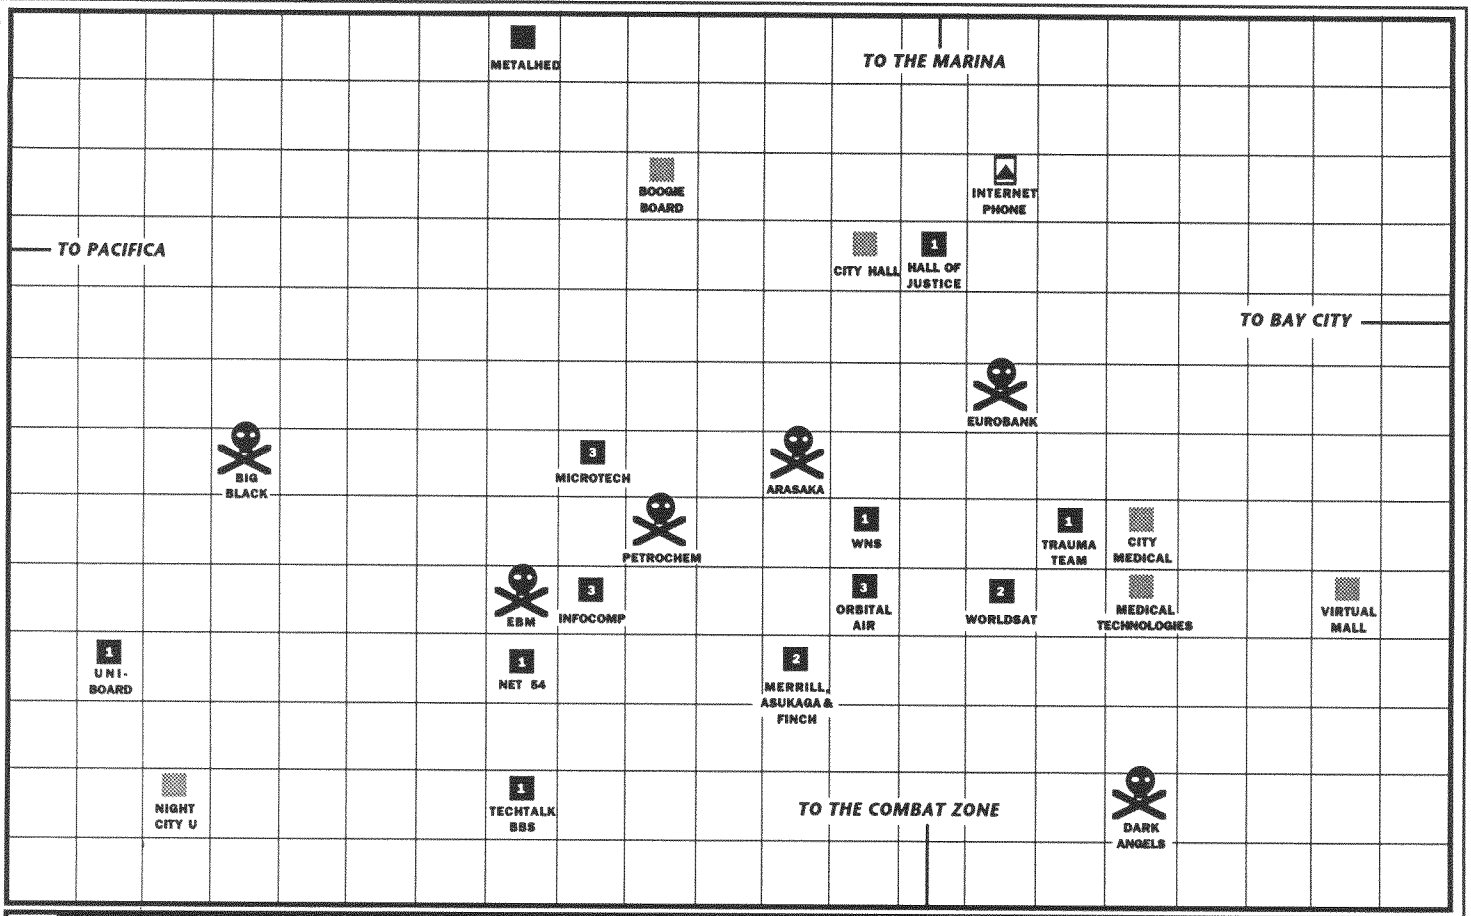 METALHED
TO THE MARINA
BOOGIE
BOARD
INTERNET
PHONE
TO PACIFICA
CITY HALL
1
HALL OF
JUSTICE
TO BAY CITY
EUROBANK
BIG
BLACK
3
MICROTECH
ARASAKA
PETROCHEM
1
WNS
1
TRAUMA
TEAM
CITY
MEDICAL
EBM
3
INFOCOMP
3
ORBITAL
AIR
2
WORLDSAT
MEDICAL
TECHNOLOGIES
VIRTUAL
MALL
1
UNI-
BOARD
1
NET 54
2
MERRILL,
ASUKAGA &
FINCH
NIGHT
CITY U
1
TECHTALK
BBS
TO THE COMBAT ZONE
DARK
ANGELS